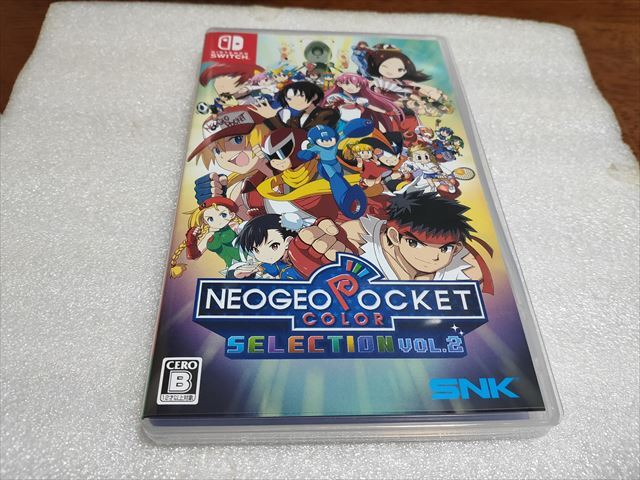 NINTENDO
SWITCH
NEOGEO POCKET
COLOR
SELECTION VOL.2
CERO
B
12才以上対象
SNK